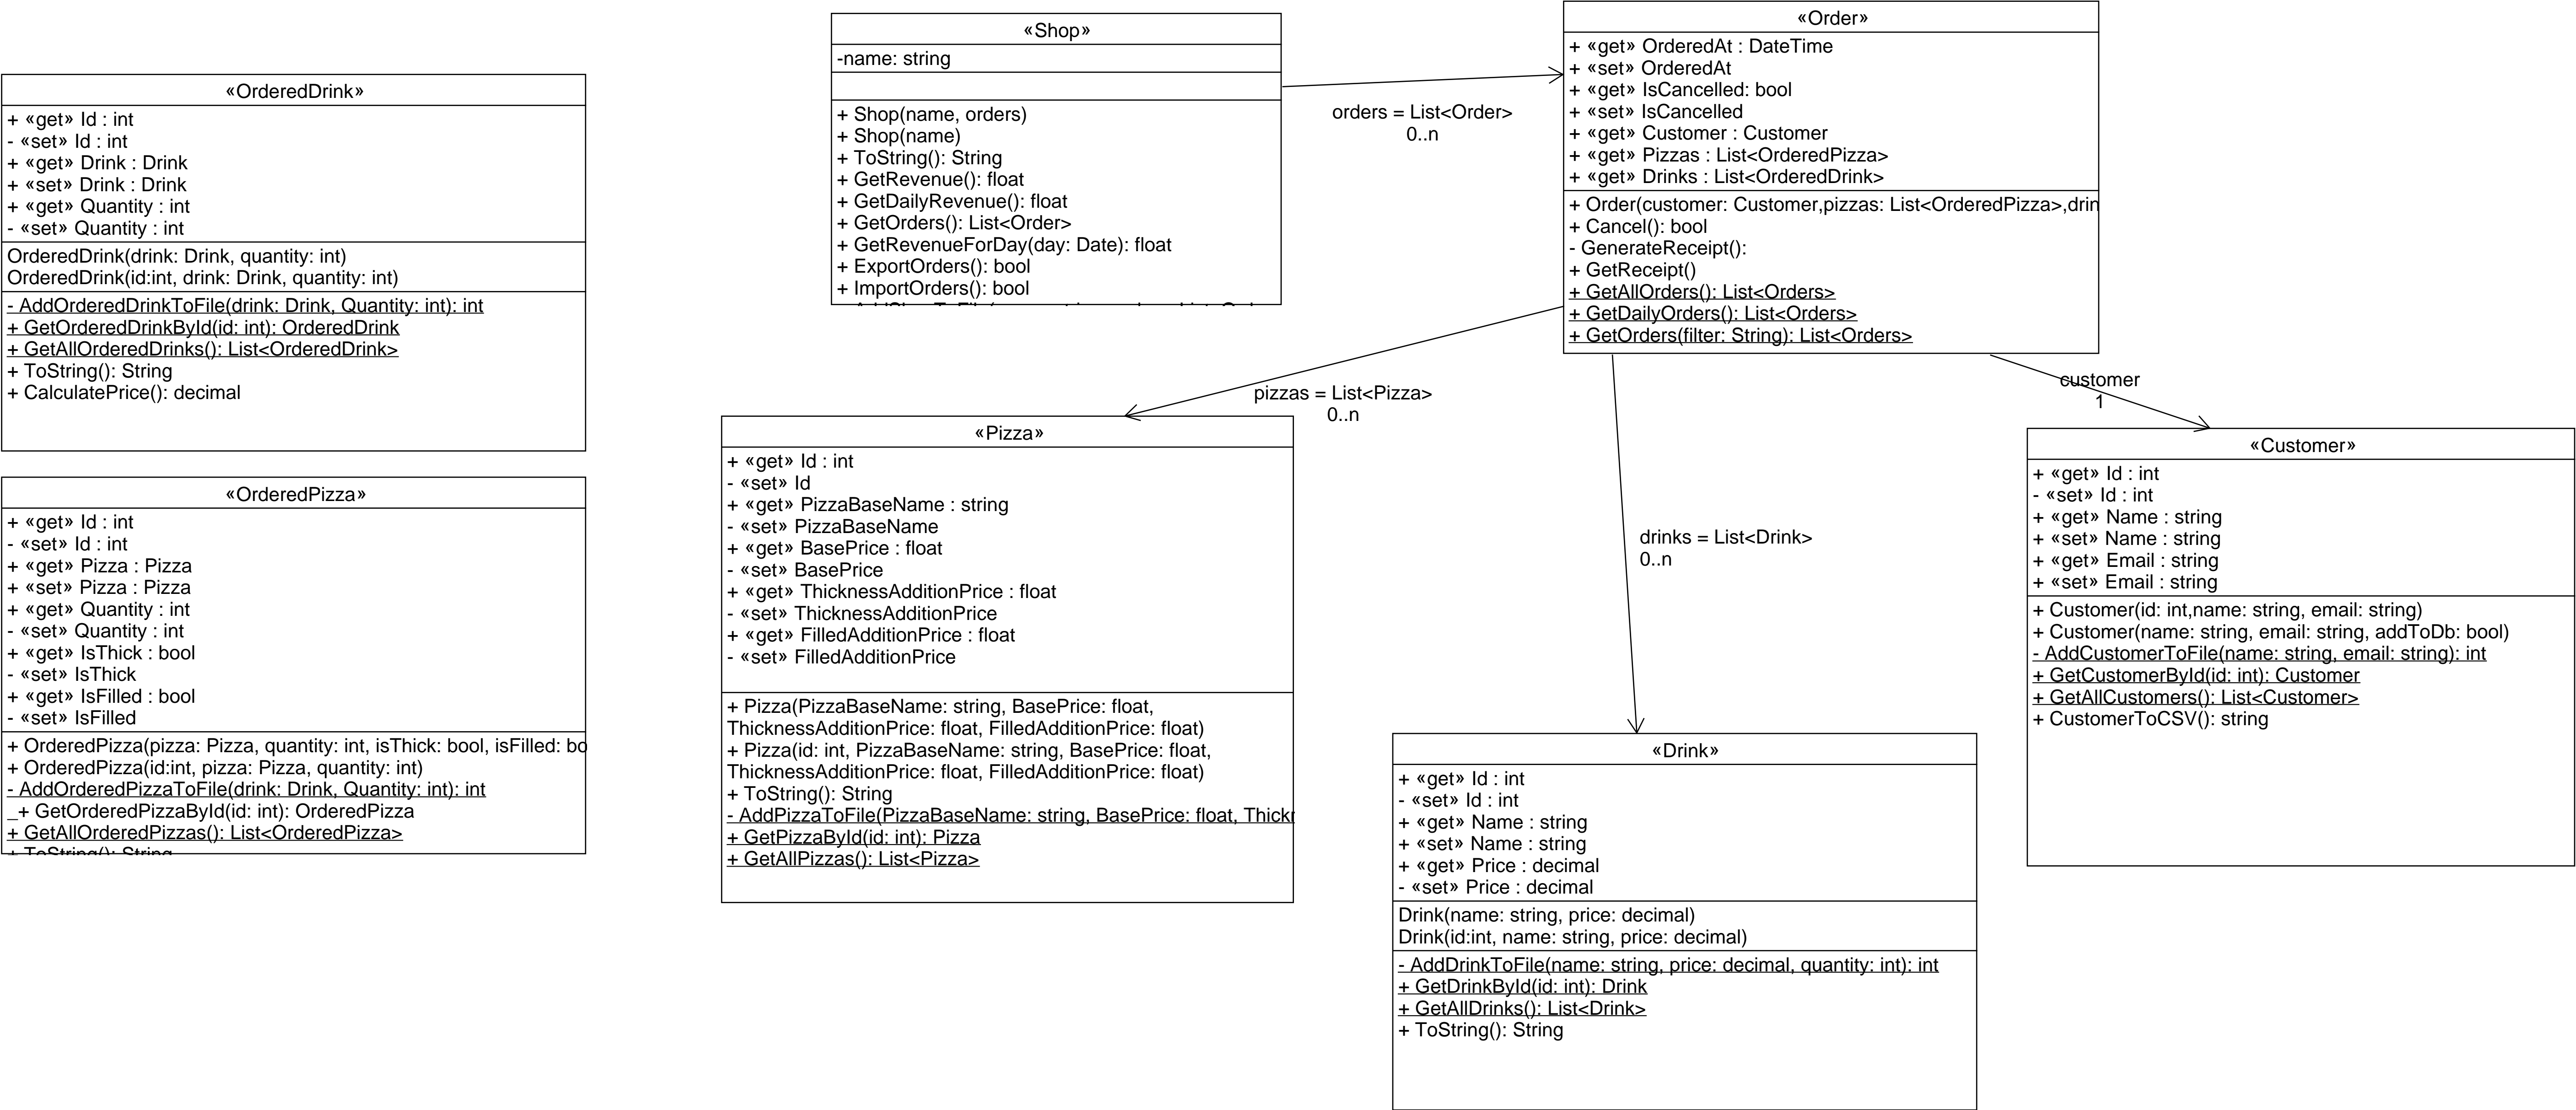 «OrderedDrink»
+ «get» Id : int
- «set» Id : int
+ «get» Drink : Drink
+ «set» Drink : Drink
+ «get» Quantity : int
- «set» Quantity : int
OrderedDrink(drink: Drink, quantity: int)
OrderedDrink(id:int, drink: Drink, quantity: int)
- AddOrderedDrinkToFile(drink: Drink, Quantity: int): int
+ GetOrderedDrinkById(id: int): OrderedDrink
+ GetAllOrderedDrinks(): List<OrderedDrink>
+ ToString(): String
+ CalculatePrice(): decimal
«OrderedPizza»
+ «get» Id : int
- «set» Id : int
+ «get» Pizza : Pizza
+ «set» Pizza : Pizza
+ «get» Quantity : int
- «set» Quantity : int
+ «get» IsThick : bool
- «set» IsThick
+ «get» IsFilled : bool
- «set» IsFilled
+ OrderedPizza(pizza: Pizza, quantity: int, isThick: bool, isFilled: bo
+ OrderedPizza(id:int, pizza: Pizza, quantity: int)
- AddOrderedPizzaToFile(drink: Drink, Quantity: int): int
_+ GetOrderedPizzaById(id: int): OrderedPizza
+ GetAllOrderedPizzas(): List<OrderedPizza>
+ ToString(): String
«Shop»
-name: string
+ Shop(name, orders)
+ Shop(name)
+ ToString(): String
+ GetRevenue(): float
+ GetDailyRevenue(): float
+ GetOrders(): List<Order>
+ GetRevenueForDay(day: Date): float
+ ExportOrders(): bool
+ ImportOrders(): bool
orders = List<Order>
0..n
«Order»
+ «get» OrderedAt : DateTime
+ «set» OrderedAt
+ «get» IsCancelled: bool
+ «set» IsCancelled
+ «get» Customer : Customer
+ «get» Pizzas : List<OrderedPizza>
+ «get» Drinks : List<OrderedDrink>
+ Order(customer: Customer,pizzas: List<OrderedPizza>,drin
+ Cancel(): bool
- GenerateReceipt():
+ GetReceipt()
+ GetAllOrders(): List<Orders>
+ GetDailyOrders(): List<Orders>
+ GetOrders(filter: String): List<Orders>
pizzas = List<Pizza>
0..n
customer
1
drinks = List<Drink>
0..n
«Pizza»
+ «get» Id : int
- «set» Id
+ «get» PizzaBaseName : string
- «set» PizzaBaseName
+ «get» BasePrice : float
- «set» BasePrice
+ «get» ThicknessAdditionPrice : float
- «set» ThicknessAdditionPrice
+ «get» FilledAdditionPrice : float
- «set» FilledAdditionPrice
+ Pizza(PizzaBaseName: string, BasePrice: float,
ThicknessAdditionPrice: float, FilledAdditionPrice: float)
+ Pizza(id: int, PizzaBaseName: string, BasePrice: float,
ThicknessAdditionPrice: float, FilledAdditionPrice: float)
+ ToString(): String
- AddPizzaToFile(PizzaBaseName: string, BasePrice: float, Thick
+ GetPizzaById(id: int): Pizza
+ GetAllPizzas(): List<Pizza>
«Customer»
+ «get» Id : int
- «set» Id : int
+ «get» Name : string
+ «set» Name : string
+ «get» Email : string
+ «set» Email : string
+ Customer(id: int,name: string, email: string)
+ Customer(name: string, email: string, addToDb: bool)
- AddCustomerToFile(name: string, email: string): int
+ GetCustomerById(id: int): Customer
+ GetAllCustomers(): List<Customer>
+ CustomerToCSV(): string
«Drink»
+ «get» Id : int
- «set» Id : int
+ «get» Name : string
+ «set» Name : string
+ «get» Price : decimal
- «set» Price : decimal
Drink(name: string, price: decimal)
Drink(id:int, name: string, price: decimal)
- AddDrinkToFile(name: string, price: decimal, quantity: int): int
+ GetDrinkById(id: int): Drink
+ GetAllDrinks(): List<Drink>
+ ToString(): String